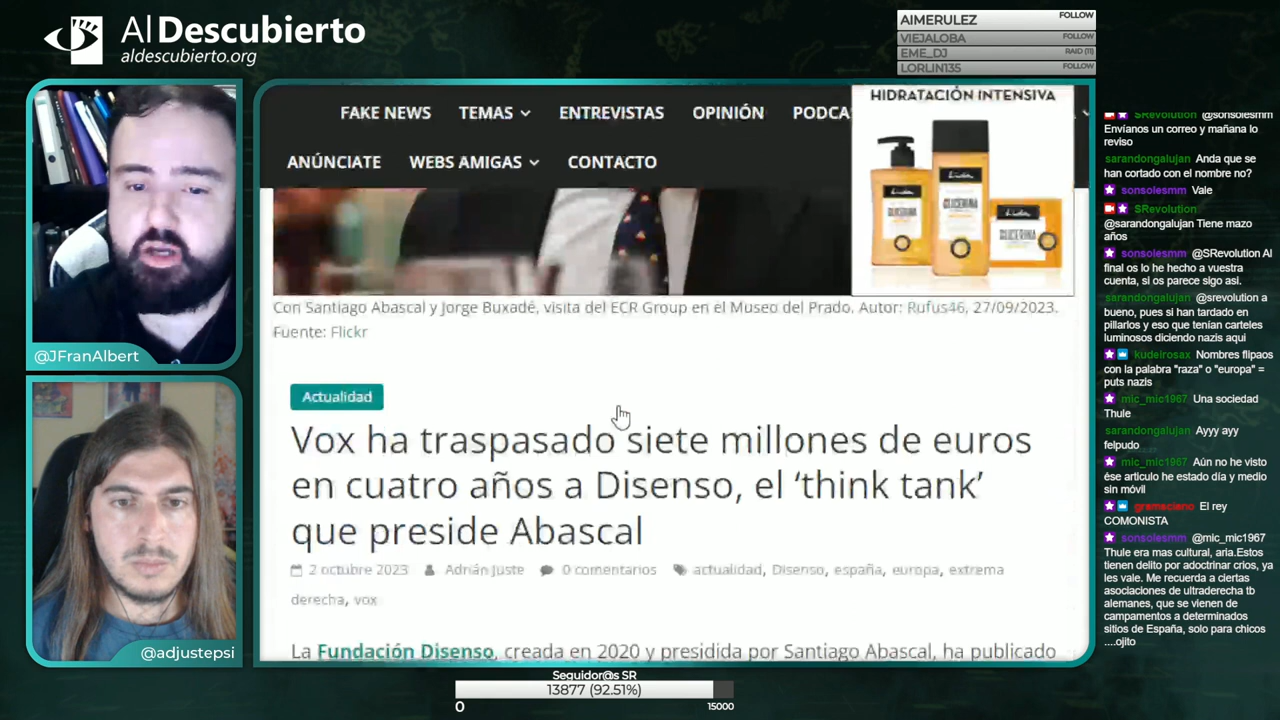 Al Descubierto
aldescubierto.org
AIMERULEZ FOLLOW
VIEJALOBA FOLLOW
EME_DJ RAID (11)
LORLIN135 FOLLOW
FAKE NEWS TEMAS ENTREVISTAS OPINIÓN PODCA
ANÚNCIATE WEBS AMIGAS CONTACTO
HIDRATACIÓN INTENSIVA
GLICERINA
Con Santiago Abascal y Jorge Buxadé, visita del ECR Group en el Museo del Prado. Autor: Rufus46, 27/09/2023.
Fuente: Flickr
Actualidad
Vox ha traspasado siete millones de euros
en cuatro años a Disenso, el ‘think tank’
que preside Abascal
2 octubre 2023 Adrián Juste 0 comentarios actualidad, Disenso, españa, europa, extrema
derecha, vox
La Fundación Disenso, creada en 2020 y presidida por Santiago Abascal, ha publicado
@JFranAlbert
@adjustepsi
SRevolution @sonsolesmm
Envíanos un correo y mañana lo
reviso
sarandongalujan Anda que se
han cortado con el nombre no?
sonsolesmm Vale
SRevolution
@sarandongalujan Tiene mazo
años
sonsolesmm @SRevolution Al
final os lo he hecho a vuestra
cuenta, si os parece sigo asi.
sarandongalujan @srevolution a
bueno, pues si han tardado en
pillarlos y eso que tenían carteles
luminosos diciendo nazis aqui
kudeirosax Nombres flipaos
con la palabra "raza" o "europa" =
puts nazis
mic_mic1967 Una sociedad
Thule
sarandongalujan Ayyy ayy
felpudo
mic_mic1967 Aún no he visto
ése articulo he estado día y medio
sin móvil
gramsciano El rey
COMONISTA
sonsolesmm @mic_mic1967
Thule era mas cultural, aria.Estos
tienen delito por adoctrinar crios, ya
les vale. Me recuerda a ciertas
asociaciones de ultraderecha tb
alemanes, que se vienen de
campamentos a determinados
sitios de España, solo para chicos
....ojito
Seguidor@s SR
13877 (92.51%)
0 15000